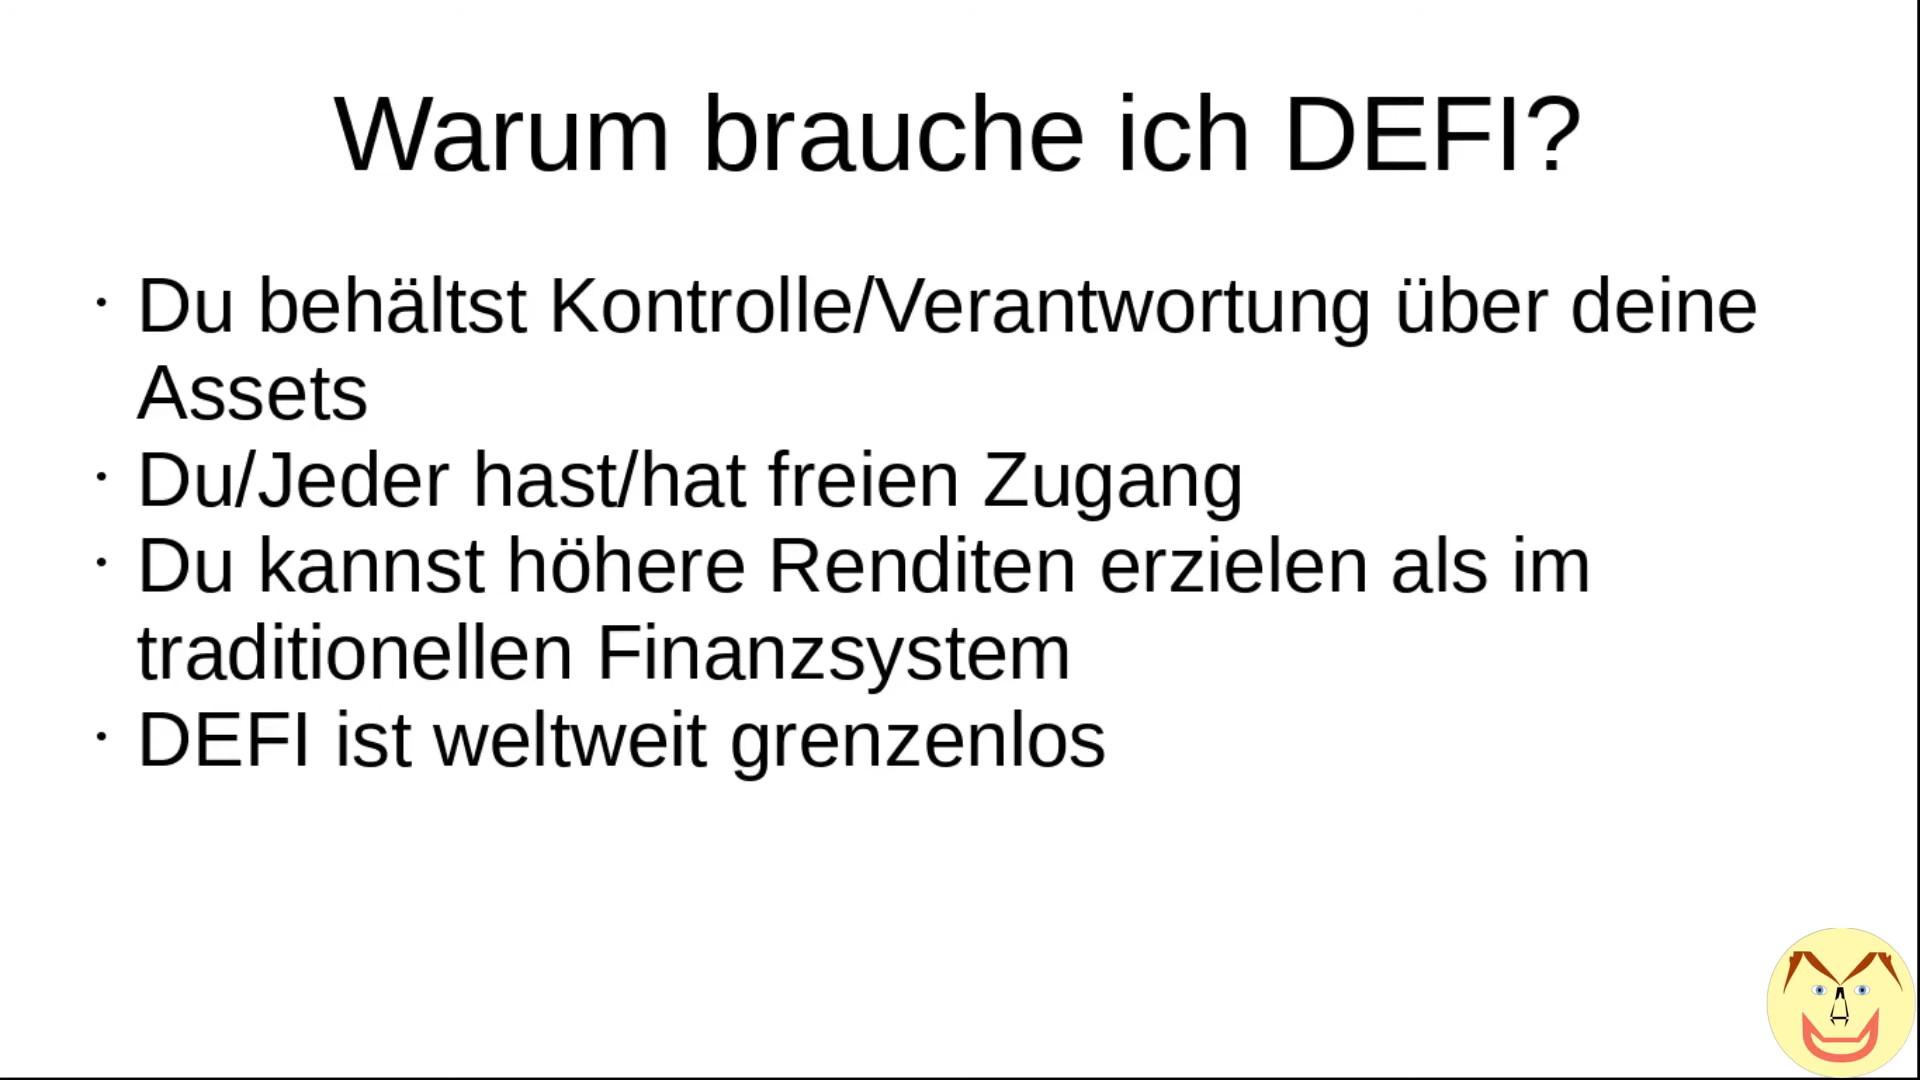 Warum brauche ich DEFI?
· Du behältst Kontrolle/Verantwortung über deine
Assets
· Du/Jeder hast/hat freien Zugang
· Du kannst höhere Renditen erzielen als im
traditionellen Finanzsystem
· DEFI ist weltweit grenzenlos